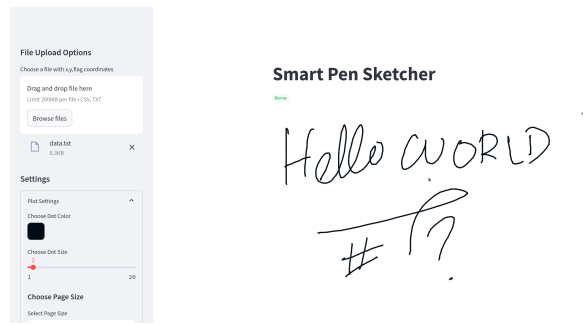 File Upload Options
Choose a file with x,y,flag coordinates
Drag and drop file here
Limit 200MB per file • CSV, TXT
Browse files
data.txt
8.3KB
Settings
Plot Settings
Choose Dot Color
Choose Dot Size
2
1 20
Choose Page Size
Select Page Size
Smart Pen Sketcher
None
Hello WORLD
# ?